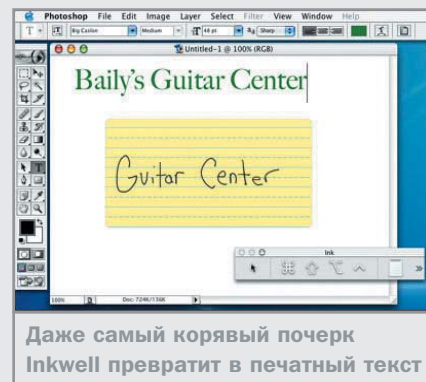 Photoshop File Edit Image Layer Select Filter View Window Help
Big Caslon Medium 48 pt Sharp
Untitled-1 @ 100% (RGB)
Baily's Guitar Center
Guitar Center
Ink
100% Doc: 724K/136K
Даже самый корявый почерк
Inkwell превратит в печатный текст